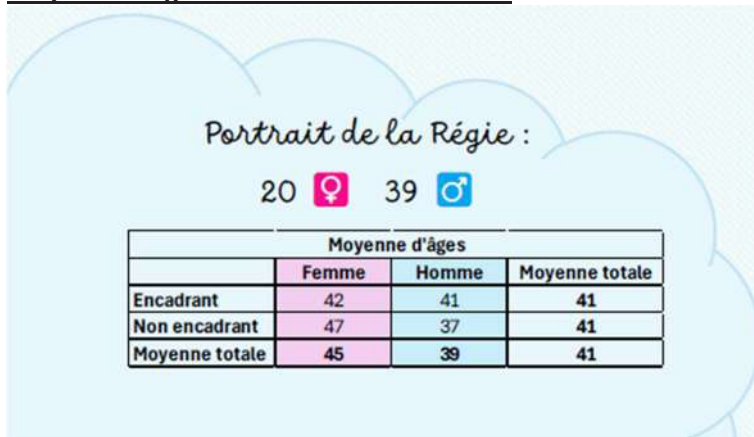 Portrait de la Régie :
20 ♀ 39 ♂
Moyenne d'âges
Femme Homme Moyenne totale
Encadrant 42 41 41
Non encadrant 47 37 41
Moyenne totale 45 39 41